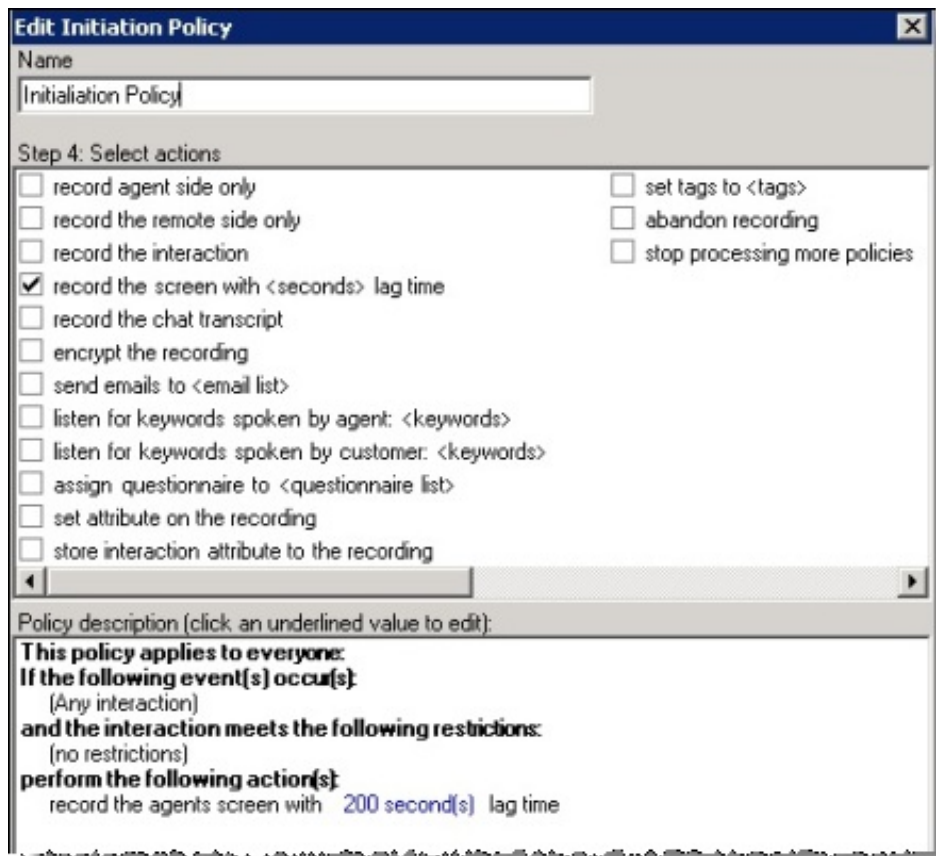 Edit Initiation Policy
Name
Initialiation Policy
Step 4: Select actions
record agent side only
record the remote side only
record the interaction
record the screen with <seconds> lag time
record the chat transcript
encrypt the recording
send emails to <email list>
listen for keywords spoken by agent: <keywords>
listen for keywords spoken by customer: <keywords>
assign questionnaire to <questionnaire list>
set attribute on the recording
store interaction attribute to the recording
set tags to <tags>
abandon recording
stop processing more policies
Policy description (click an underlined value to edit):
This policy applies to everyone:
If the following event(s) occur(s):
(Any interaction)
and the interaction meets the following restrictions:
(no restrictions)
perform the following action(s):
record the agents screen with 200 second(s) lag time